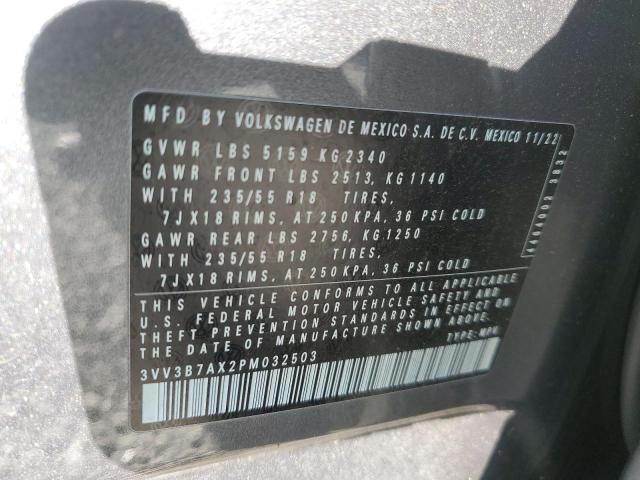 MFD BY VOLKSWAGEN DE MEXICO S.A. DE C.V. MEXICO 11/22
GVWR LBS 5159 KG 2340
GAWR FRONT LBS 2513, KG 1140
WITH 235/55 R18 TIRES,
7JX18 RIMS, AT 250 KPA, 36 PSI COLD
GAWR REAR LBS 2756, KG 1250
WITH 235/55 R18 TIRES,
7JX18 RIMS, AT 250 KPA, 36 PSI COLD
THIS VEHICLE CONFORMS TO ALL APPLICABLE
U.S. FEDERAL MOTOR VEHICLE SAFETY AND
THEFT PREVENTION STANDARDS IN EFFECT ON
THE DATE OF MANUFACTURE SHOWN ABOVE.
3VV3B7AX2PM032503
TYPE: MPV